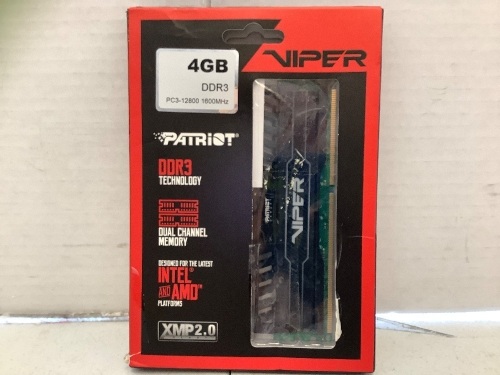 4GB
DDR3
PC3-12800 1600MHz
VIPER
PATRIOT
DDR3
TECHNOLOGY
DUAL CHANNEL
MEMORY
DESIGNED FOR THE LATEST
INTEL®
AND AMD®
PLATFORMS
XMP2.0
PATRIOT
VIPER